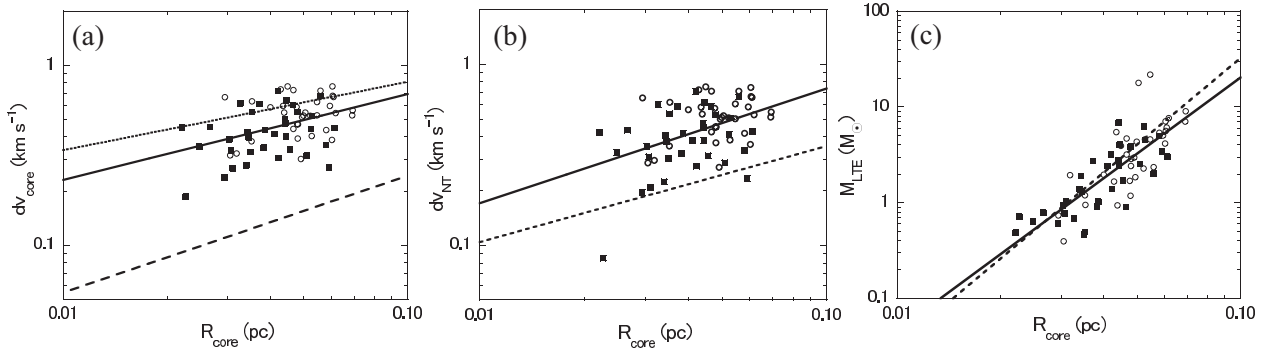 (a)
1
0.1
0.01
0.10
dv_core (km s⁻¹)
R_core (pc)
(b)
1
0.1
0.01
0.10
dv_NT (km s⁻¹)
R_core (pc)
(c)
100
10
1
0.1
0.01
0.10
M_LTE (M_☉)
R_core (pc)